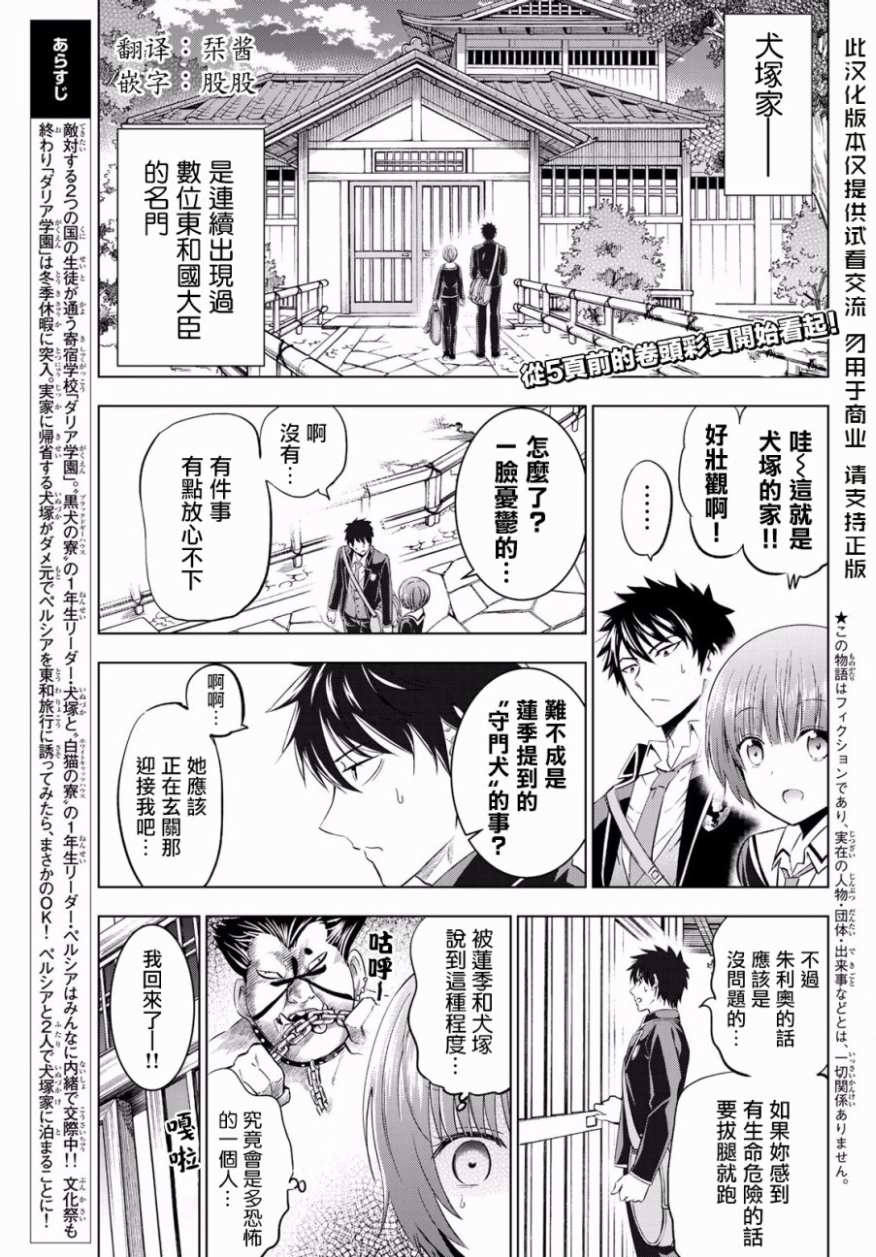 此汉化版本仅提供试看交流 勿用于商业 请支持正版
★この物語はフィクションであり、実在の人物・団体・出来事などとは、一切関係ありません。
犬塚家——
翻译：栞酱
嵌字：股股
是連續出現過
數位東和國大臣
的名門
從5頁前的卷頭彩頁開始看起！
哇～這就是
犬塚的家!!
好壯觀啊！
……
怎麼了？
一臉憂鬱的…
啊
沒有…
有件事
有點放心不下
難不成是
蓮季提到的
“守門犬”的事？
啊啊…
她應該
正在玄關那
迎接我吧…
不過
朱利奧的話
應該是
沒問題的…
如果妳感到
有生命危險的話
要拔腿就跑
被蓮季和犬塚
說到這種程度…
咕呼—
究竟會是多恐怖
的一個人…
我回來了—!!
嘎啦
あらすじ
敵対する2つの国の生徒が通う寄宿学校「ダリア学園」。〝黒犬の寮〟の1年生リーダー・犬塚と〝白猫の寮〟の1年生リーダー・ペルシアはみんなに内緒で交際中!! 文化祭も
終わり「ダリア学園」は冬季休暇に突入。実家に帰省する犬塚がダメ元でペルシアを東和旅行に誘ってみたら、まさかのOK！ ペルシアと2人で犬塚家に泊まることに！